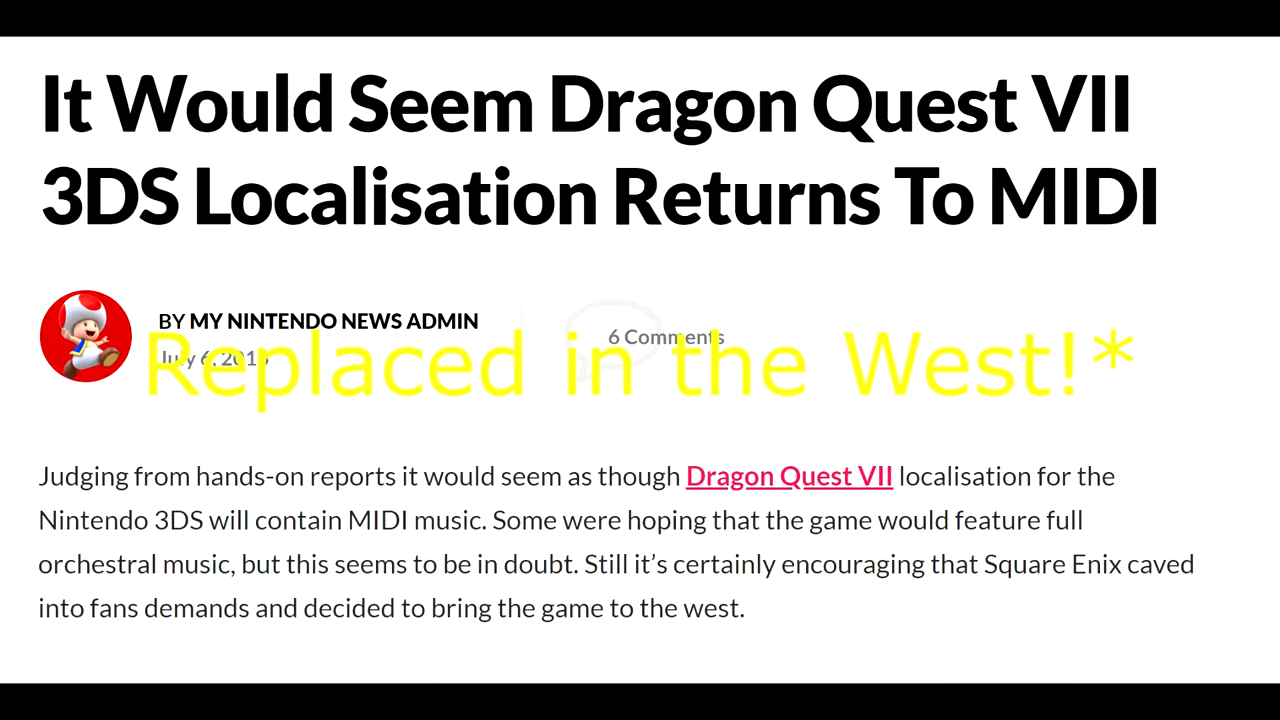 It Would Seem Dragon Quest VII
3DS Localisation Returns To MIDI
BY MY NINTENDO NEWS ADMIN
6 Comments
Replaced in the West!*
Judging from hands-on reports it would seem as though Dragon Quest VII localisation for the
Nintendo 3DS will contain MIDI music. Some were hoping that the game would feature full
orchestral music, but this seems to be in doubt. Still it’s certainly encouraging that Square Enix caved
into fans demands and decided to bring the game to the west.